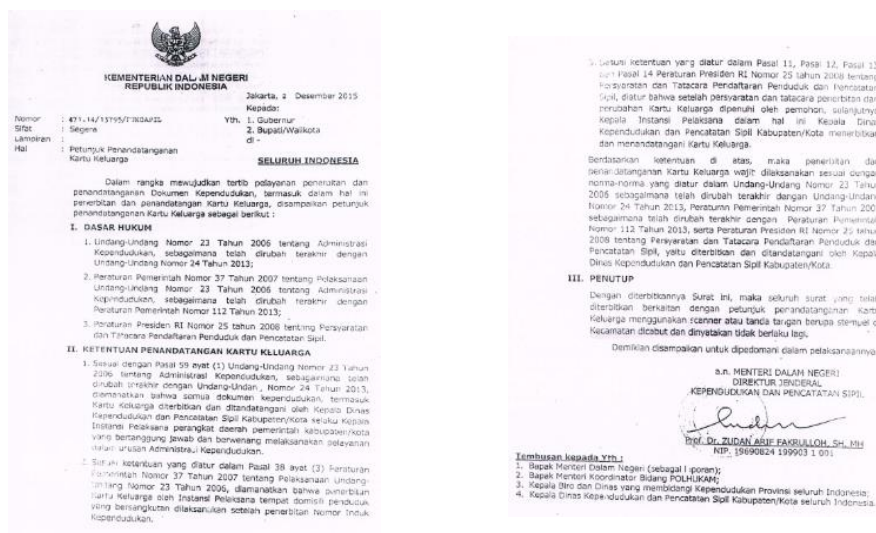 KEMENTERIAN DALAM NEGERI
REPUBLIK INDONESIA
Jakarta, 2 Desember 2015
Kepada:
Nomor : 471.14/13795/DUKCAPIL
Yth. 1. Gubernur
Sifat : Segera
2. Bupati/Walikota
Lampiran :
di -
Hal : Petunjuk Penandatanganan
Kartu Keluarga
SELURUH INDONESIA
Dalam rangka mewujudkan tertib pelayanan penerbitan dan
penandatanganan Dokumen Kependudukan, termasuk dalam hal ini
penerbitan dan penandatangan Kartu Keluarga, disampaikan petunjuk
penandatanganan Kartu Keluarga sebagai berikut :
I. DASAR HUKUM
1. Undang-Undang Nomor 23 Tahun 2006 tentang Administrasi
Kependudukan, sebagaimana telah dirubah terakhir dengan
Undang-Undang Nomor 24 Tahun 2013;
2. Peraturan Pemerintah Nomor 37 Tahun 2007 tentang Pelaksanaan
Undang-Undang Nomor 23 Tahun 2006 tentang Administrasi
Kependudukan, sebagaimana telah dirubah terakhir dengan
Peraturan Pemerintah Nomor 112 Tahun 2013;
3. Peraturan Presiden RI Nomor 25 tahun 2008 tentang Persyaratan
dan Tatacara Pendaftaran Penduduk dan Pencatatan Sipil.
II. KETENTUAN PENANDATANGAN KARTU KELUARGA
1. Sesuai dengan Pasal 59 ayat (1) Undang-Undang Nomor 23 Tahun
2006 tentang Administrasi Kependudukan, sebagaimana telah
dirubah terakhir dengan Undang-Undang, Nomor 24 Tahun 2013,
diamanatkan bahwa semua dokumen kependudukan, termasuk
Kartu Keluarga diterbitkan dan ditandatangani oleh Kepala Dinas
Kependudukan dan Pencatatan Sipil Kabupaten/Kota selaku Kepala
Instansi Pelaksana perangkat daerah pemerintah kabupaten/kota
yang bertanggung jawab dan berwenang melaksanakan pelayanan
dalam urusan Administrasi Kependudukan.
2. Sesuai ketentuan yang diatur dalam Pasal 38 ayat (3) Peraturan
Pemerintah Nomor 37 Tahun 2007 tentang Pelaksanaan Undang-
Undang Nomor 23 Tahun 2006, diamanatkan bahwa penerbitan
Kartu Keluarga oleh Instansi Pelaksana tempat domisili penduduk
yang bersangkutan dilaksanakan setelah penerbitan Nomor Induk
Kependudukan.
3. Sesuai ketentuan yang diatur dalam Pasal 11, Pasal 12, Pasal 13
dan Pasal 14 Peraturan Presiden RI Nomor 25 tahun 2008 tentang
Persyaratan dan Tatacara Pendaftaran Penduduk dan Pencatatan
Sipil, diatur bahwa setelah persyaratan dan tatacara penerbitan dan
perubahan Kartu Keluarga dipenuhi oleh pemohon, selanjutnya
Kepala Instansi Pelaksana dalam hal ini Kepala Dinas
Kependudukan dan Pencatatan Sipil Kabupaten/Kota menerbitkan
dan menandatangani Kartu Keluarga.
Berdasarkan ketentuan di atas, maka penerbitan dan
penandatanganan Kartu Keluarga wajib dilaksanakan sesuai dengan
norma-norma yang diatur dalam Undang-Undang Nomor 23 Tahun
2006 sebagaimana telah dirubah terakhir dengan Undang-Undang
Nomor 24 Tahun 2013, Peraturan Pemerintah Nomor 37 Tahun 2007
sebagaimana telah dirubah terakhir dengan Peraturan Pemerintah
Nomor 112 Tahun 2013, serta Peraturan Presiden RI Nomor 25 tahun
2008 tentang Persyaratan dan Tatacara Pendaftaran Penduduk dan
Pencatatan Sipil, yaitu diterbitkan dan ditandatangani oleh Kepala
Dinas Kependudukan dan Pencatatan Sipil Kabupaten/Kota.
III. PENUTUP
Dengan diterbitkannya Surat ini, maka seluruh surat yang telah
diterbitkan berkaitan dengan petunjuk penandatanganan Kartu
Keluarga menggunakan scanner atau tanda tangan berupa stempel di
Kecamatan dicabut dan dinyatakan tidak berlaku lagi.
Demikian disampaikan untuk dipedomani dalam pelaksanaannya.
a.n. MENTERI DALAM NEGERI
DIREKTUR JENDERAL
KEPENDUDUKAN DAN PENCATATAN SIPIL
Prof. Dr. ZUDAN ARIF FAKRULLOH, SH, MH
NIP. 19690824 199903 1 001
Tembusan kepada Yth :
1. Bapak Menteri Dalam Negeri (sebagai laporan);
2. Bapak Menteri Koordinator Bidang POLHUKAM;
3. Kepala Biro dan Dinas yang membidangi Kependudukan Provinsi seluruh Indonesia;
4. Kepala Dinas Kependudukan dan Pencatatan Sipil Kabupaten/Kota seluruh Indonesia.